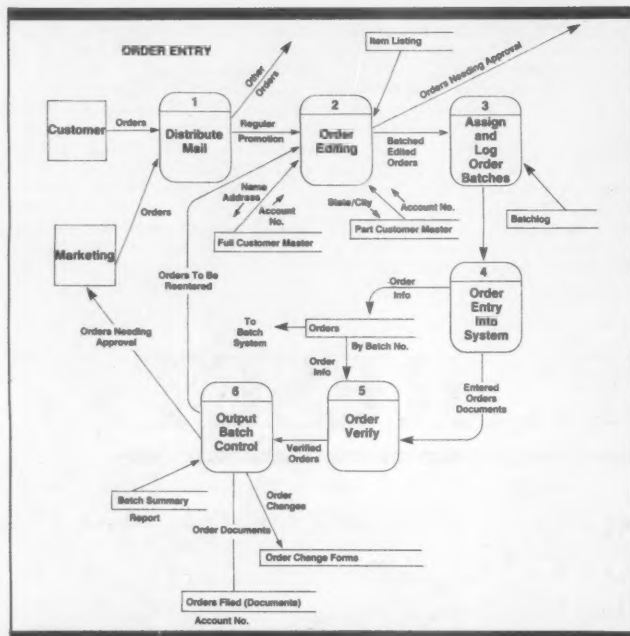 ORDER ENTRY
Item Listing
Orders Needing Approval
Other
Orders
1
Distribute
Mail
2
Order
Editing
3
Assign
and
Log
Order
Batches
Customer
Orders
Regular
Promotion
Batched
Edited
Orders
Name
Address
Account
No.
State/City
Account No.
Full Customer Master
Part Customer Master
Batchlog
Marketing
Orders
Orders To Be
Reentered
4
Order
Entry
Into
System
Order
Info
To
Batch
System
Orders
By Batch No.
Order
Info
Orders Needing
Approval
Entered
Orders
Documents
6
Output
Batch
Control
5
Order
Verify
Verified
Orders
Batch Summary
Report
Order
Changes
Order Documents
Order Change Forms
Orders Filed (Documents)
Account No.